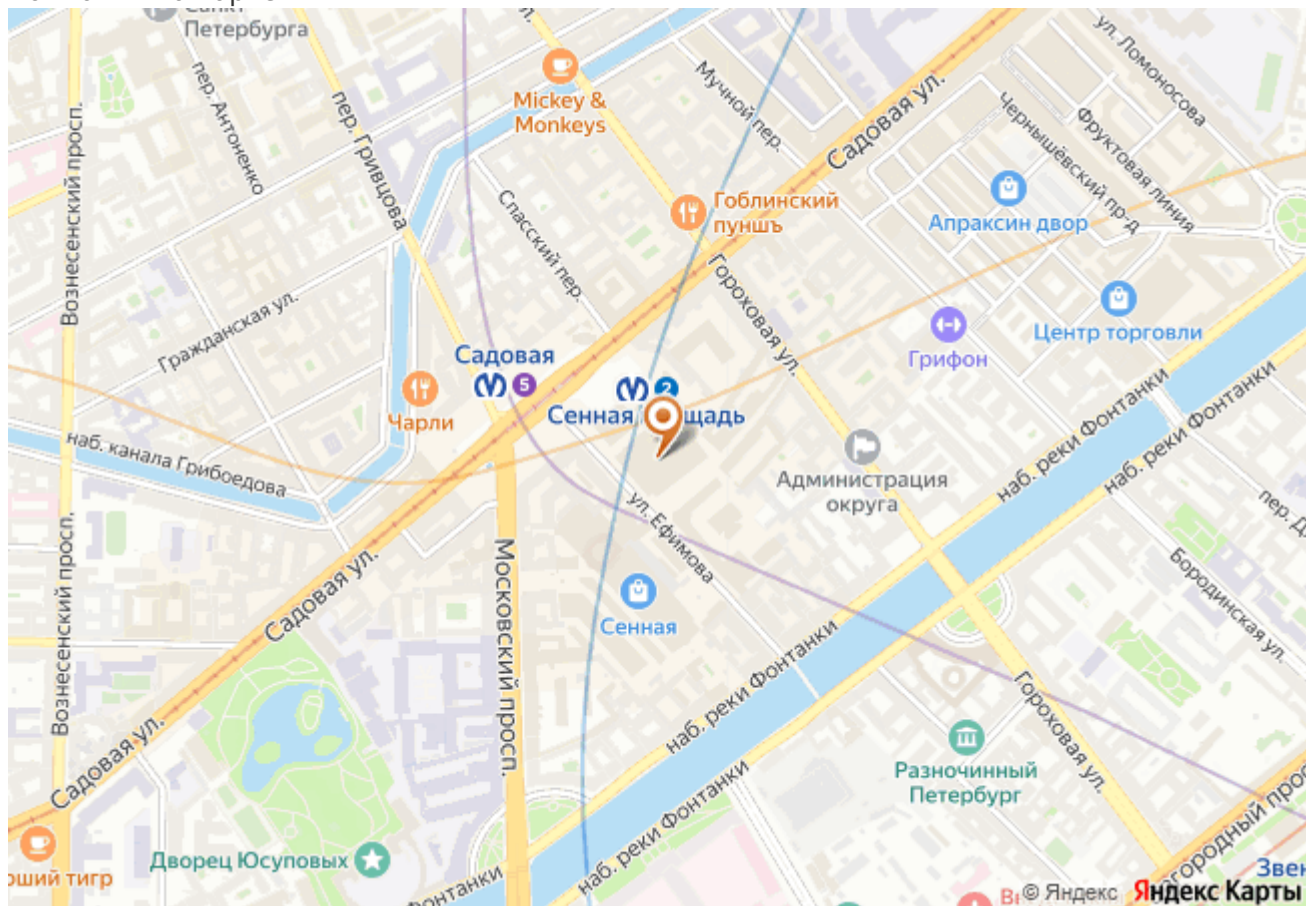 Петербурга
пер. Антоненко
пер. Гривцова
Mickey &
Monkeys
Мучной пер.
Садовая ул.
ул. Ломоносова
Фруктовая линия
Чернышёвский пр-д
Апраксин двор
Гоблинский
пуншъ
Вознесенский просп.
Спасский пер.
Гороховая ул.
Центр торговли
Грифон
Гражданская ул.
Садовая
5
2
Сенная
щадь
Чарли
наб. канала Грибоедова
наб. реки Фонтанки
наб. реки Фонтанки
Администрация
округа
ул. Ефимова
пер. Д
Бородинская ул.
Вознесенский просп.
Садовая ул.
Московский просп.
Сенная
наб. реки Фонтанки
Гороховая ул.
Разночинный
Петербург
Садовая ул.
наб. реки Фонтанки
Дворец Юсуповых
Фонтанки
тигр
Звен
© Яндекс
Яндекс Карты